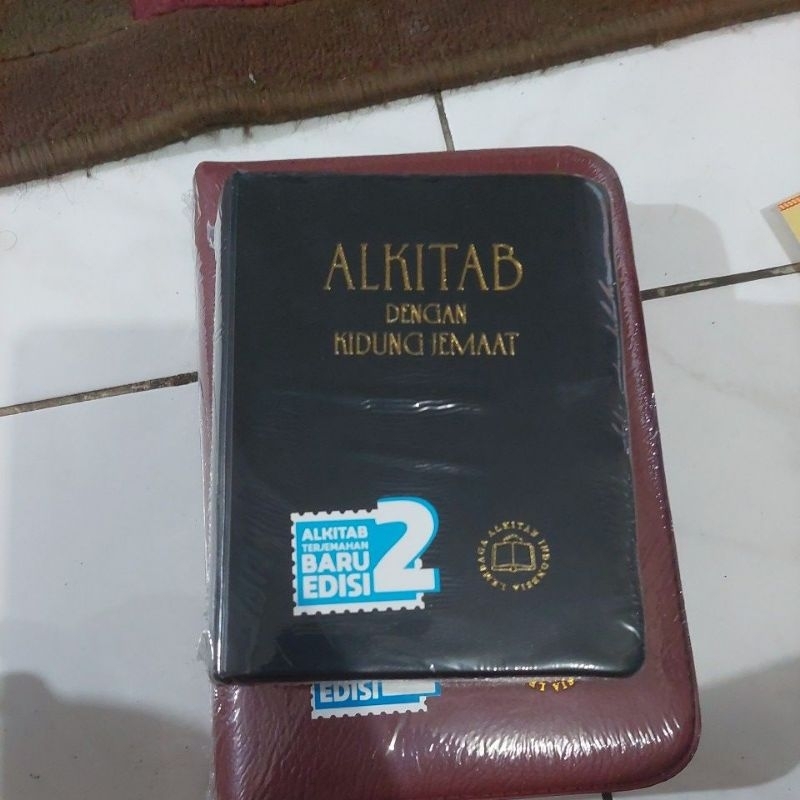 ALKITAB
DENGAN
KIDUNG JEMAAT
ALKITAB
TERJEMAHAN
BARU
EDISI
2
LEMBAGA ALKITAB INDONESIA
EDISI